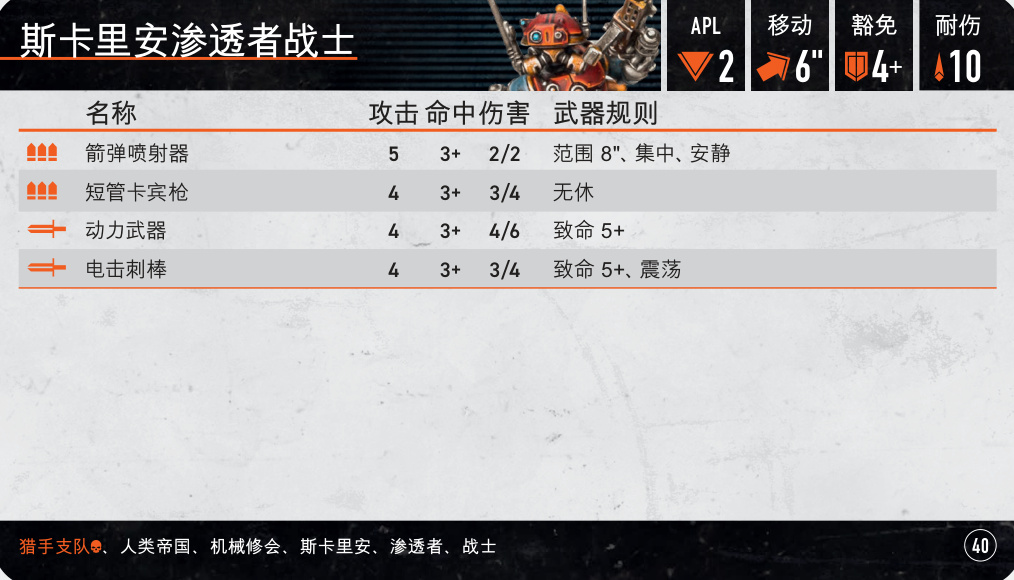 斯卡里安渗透者战士
APL 移动 豁免 耐伤
2 6" 4+ 10
名称 攻击 命中 伤害 武器规则
箭弹喷射器 5 3+ 2/2 范围 8"、集中、安静
短管卡宾枪 4 3+ 3/4 无休
动力武器 4 3+ 4/6 致命 5+
电击刺棒 4 3+ 3/4 致命 5+、震荡
猎手支队、人类帝国、机械修会、斯卡里安、渗透者、战士
40